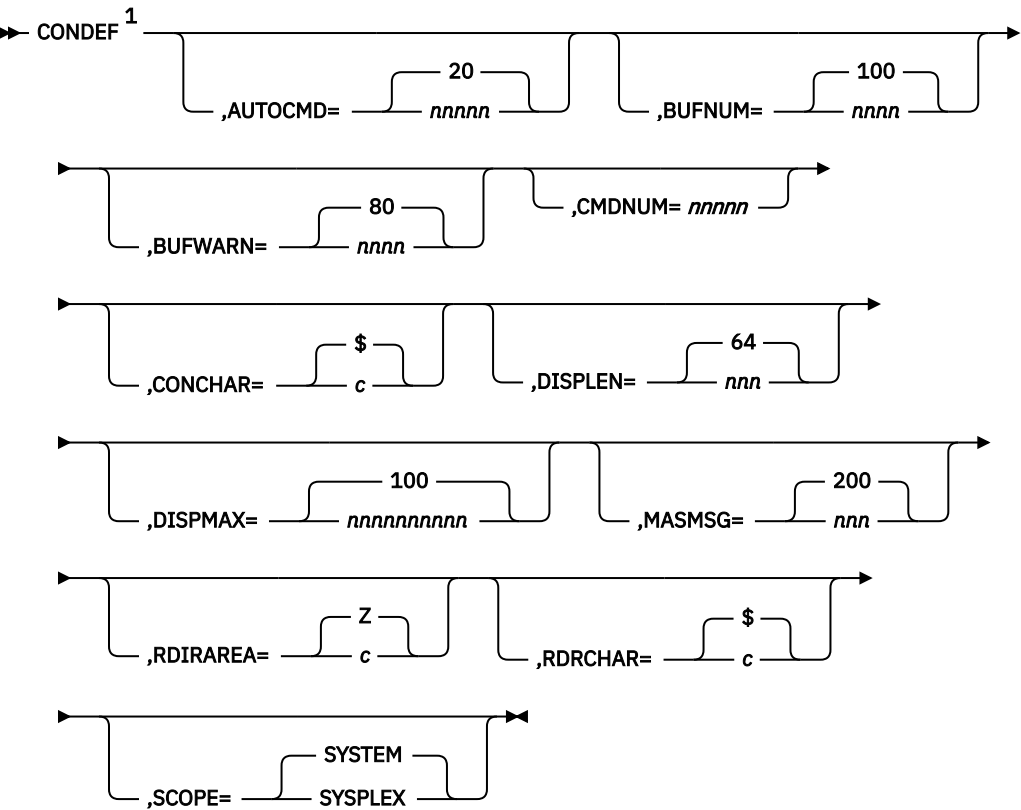 CONDEF 1
20
100
,AUTOCMD= nnnnn ,BUFNUM= nnnn
80
,CMDNUM= nnnnn
,BUFWARN= nnnn
$
64
,CONCHAR= c ,DISPLEN= nnn
100 200
,DISPMAX= nnnnnnnnnn ,MASMSG= nnn
Z $
,RDIRAREA= c ,RDRCHAR= c
SYSTEM
,SCOPE= SYSPLEX